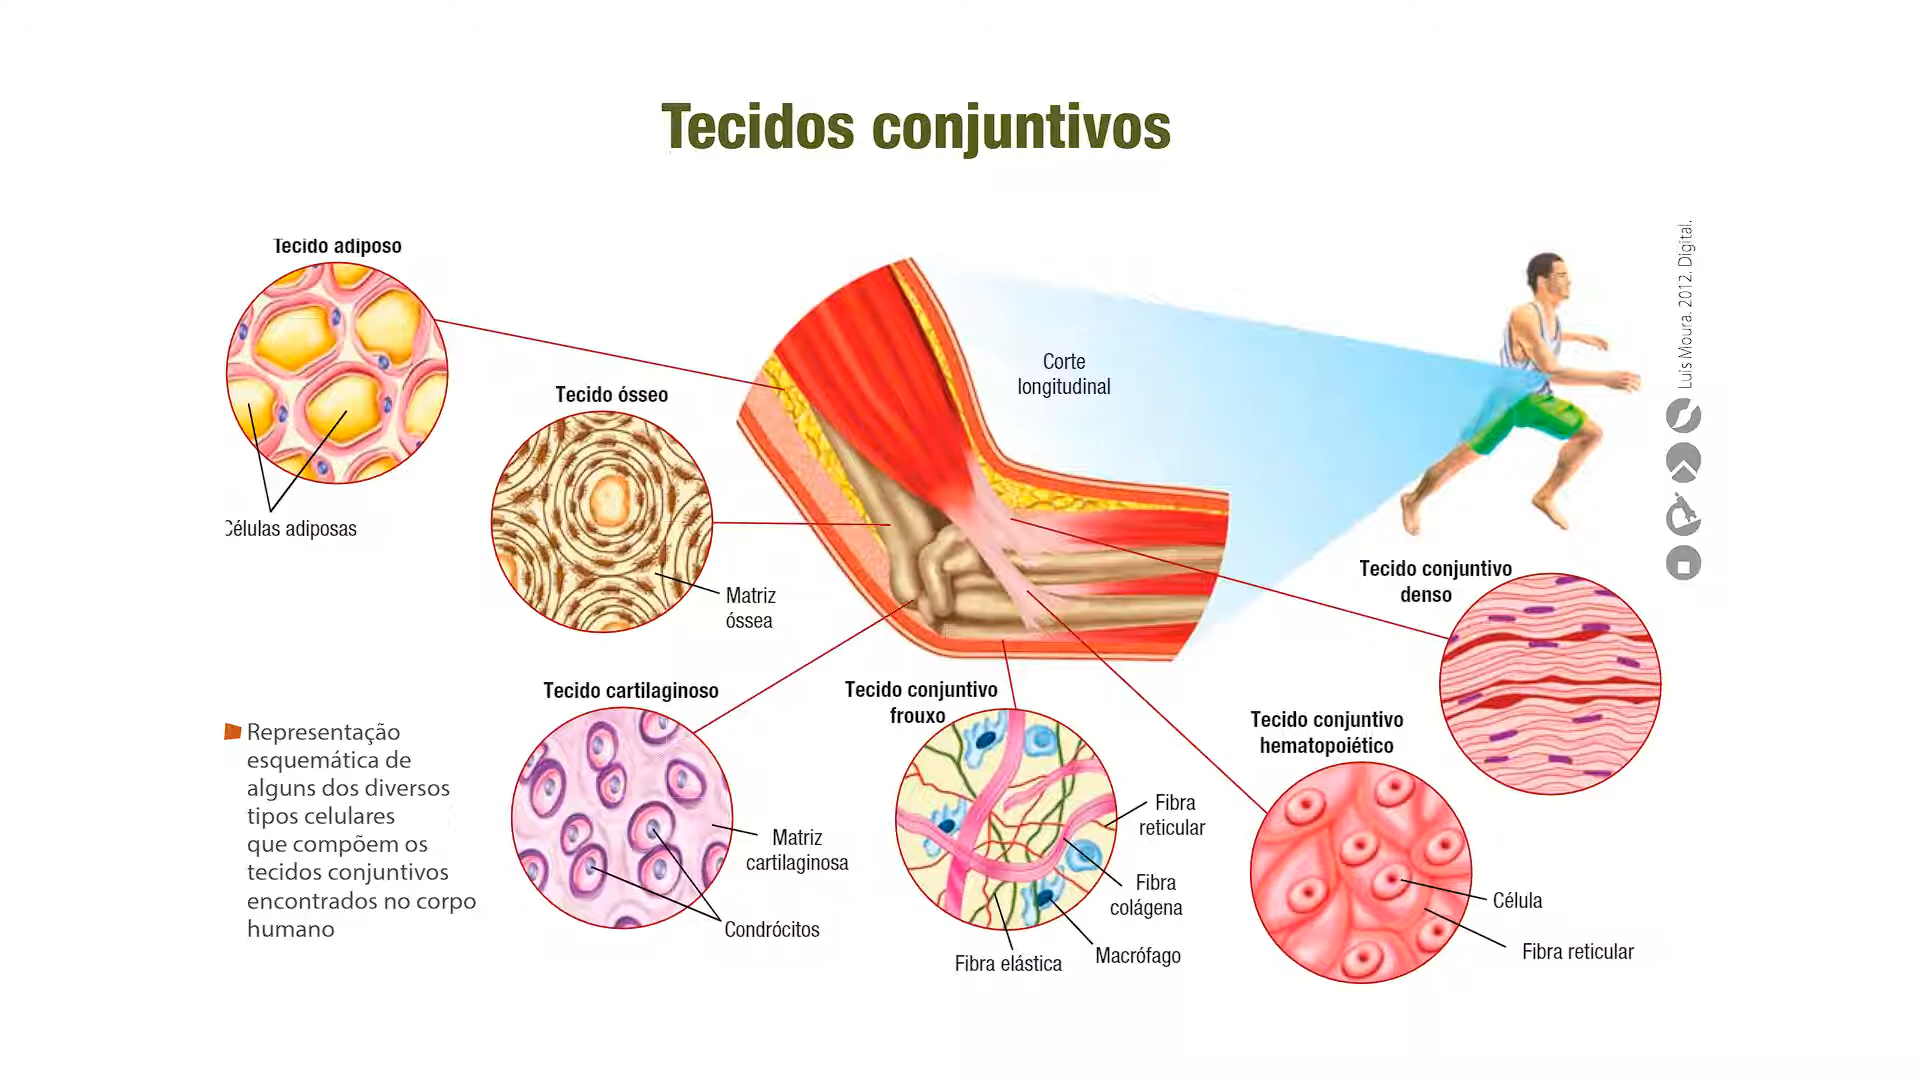 Tecidos conjuntivos
Tecido adiposo
Células adiposas
Tecido ósseo
Matriz
óssea
Corte
longitudinal
Luis Moura. 2012. Digital.
Tecido conjuntivo
denso
Tecido cartilaginoso
Matriz
cartilaginosa
Condrócitos
Tecido conjuntivo
frouxo
Fibra
reticular
Fibra
colágena
Macrófago
Fibra elástica
Tecido conjuntivo
hematopoiético
Célula
Fibra reticular
Representação
esquemática de
alguns dos diversos
tipos celulares
que compõem os
tecidos conjuntivos
encontrados no corpo
humano